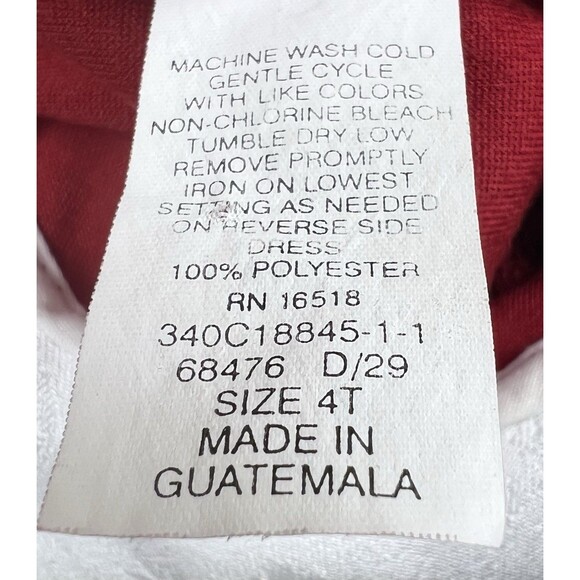 MACHINE WASH COLD
GENTLE CYCLE
WITH LIKE COLORS
NON-CHLORINE BLEACH
TUMBLE DRY LOW
REMOVE PROMPTLY
IRON ON LOWEST
SETTING AS NEEDED
ON REVERSE SIDE
DRESS
100% POLYESTER
RN 16518
340C18845-1-1
68476 D/29
SIZE 4T
MADE IN
GUATEMALA